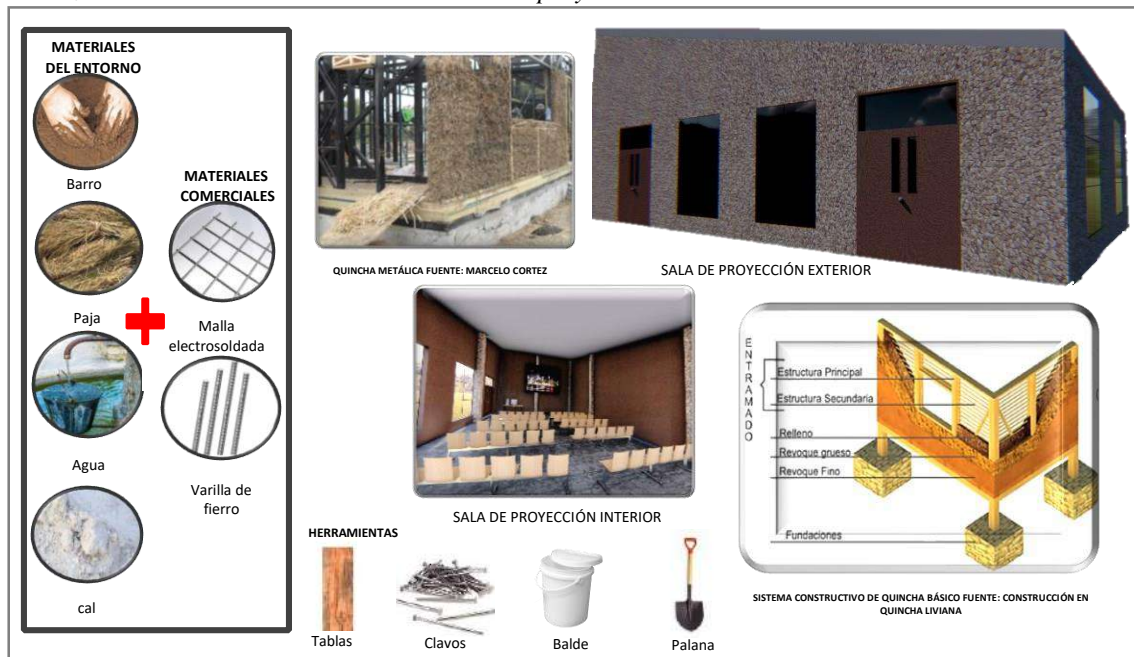 MATERIALES
DEL ENTORNO
Barro
Paja
Agua
cal
MATERIALES
COMERCIALES
Malla
electrosoldada
Varilla de
fierro
QUINCHA METÁLICA FUENTE: MARCELO CORTEZ
SALA DE PROYECCIÓN EXTERIOR
SALA DE PROYECCIÓN INTERIOR
ENTRAMADO
Estructura Principal
Estructura Secundaria
Relleno
Revoque grueso
Revoque Fino
Fundaciones
SISTEMA CONSTRUCTIVO DE QUINCHA BÁSICO FUENTE: CONSTRUCCIÓN EN
QUINCHA LIVIANA
HERRAMIENTAS
Tablas
Clavos
Balde
Palana